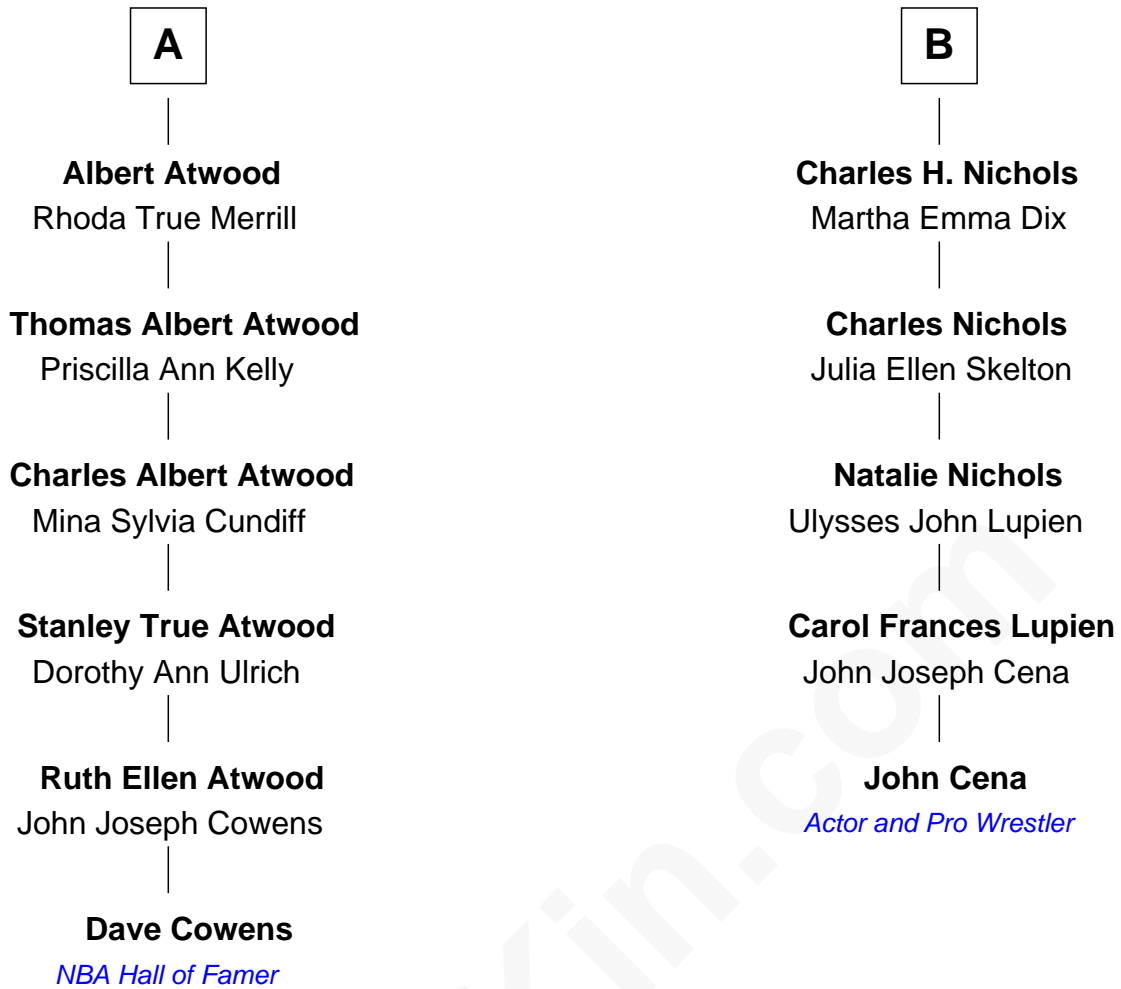 A
Albert Atwood
Rhoda True Merrill
Thomas Albert Atwood
Priscilla Ann Kelly
Charles Albert Atwood
Mina Sylvia Cundiff
Stanley True Atwood
Dorothy Ann Ulrich
Ruth Ellen Atwood
John Joseph Cowens
Dave Cowens
NBA Hall of Famer
B
Charles H. Nichols
Martha Emma Dix
Charles Nichols
Julia Ellen Skelton
Natalie Nichols
Ulysses John Lupien
Carol Frances Lupien
John Joseph Cena
John Cena
Actor and Pro Wrestler
Kin.com